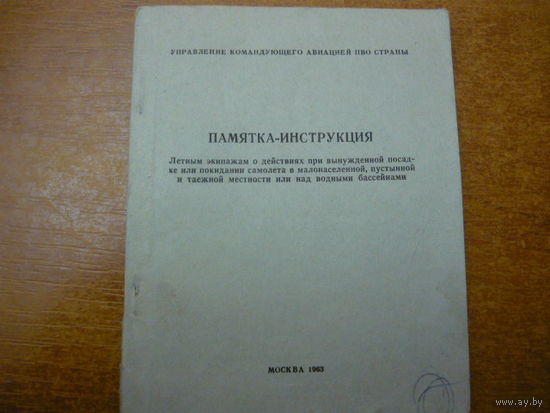 УПРАВЛЕНИЕ КОМАНДУЮЩЕГО АВИАЦИЕЙ ПВО СТРАНЫ
ПАМЯТКА-ИНСТРУКЦИЯ
Летным экипажам о действиях при вынужденной посад-
ке или покидании самолета в малонаселенной, пустынной
и таежной местности или над водными бассейнами
МОСКВА 1963
www.ay.by